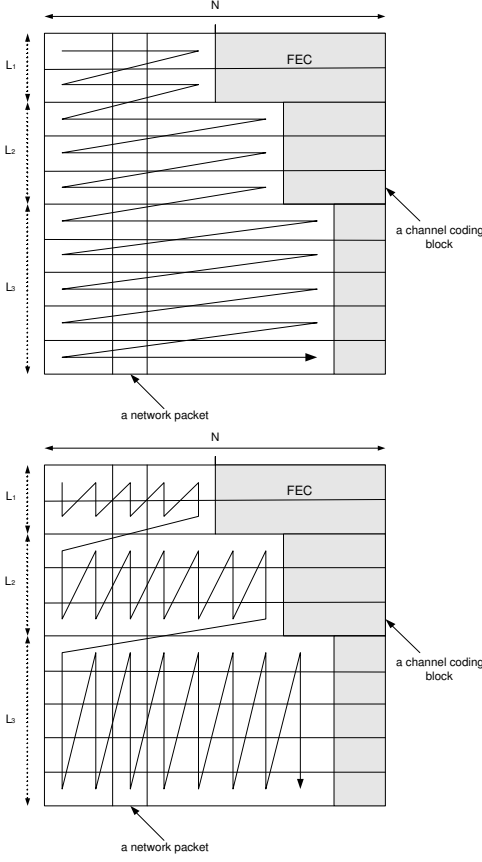 N
L₁
FEC
L₂
a channel coding
block
L₃
a network packet
N
L₁
FEC
L₂
a channel coding
block
L₃
a network packet